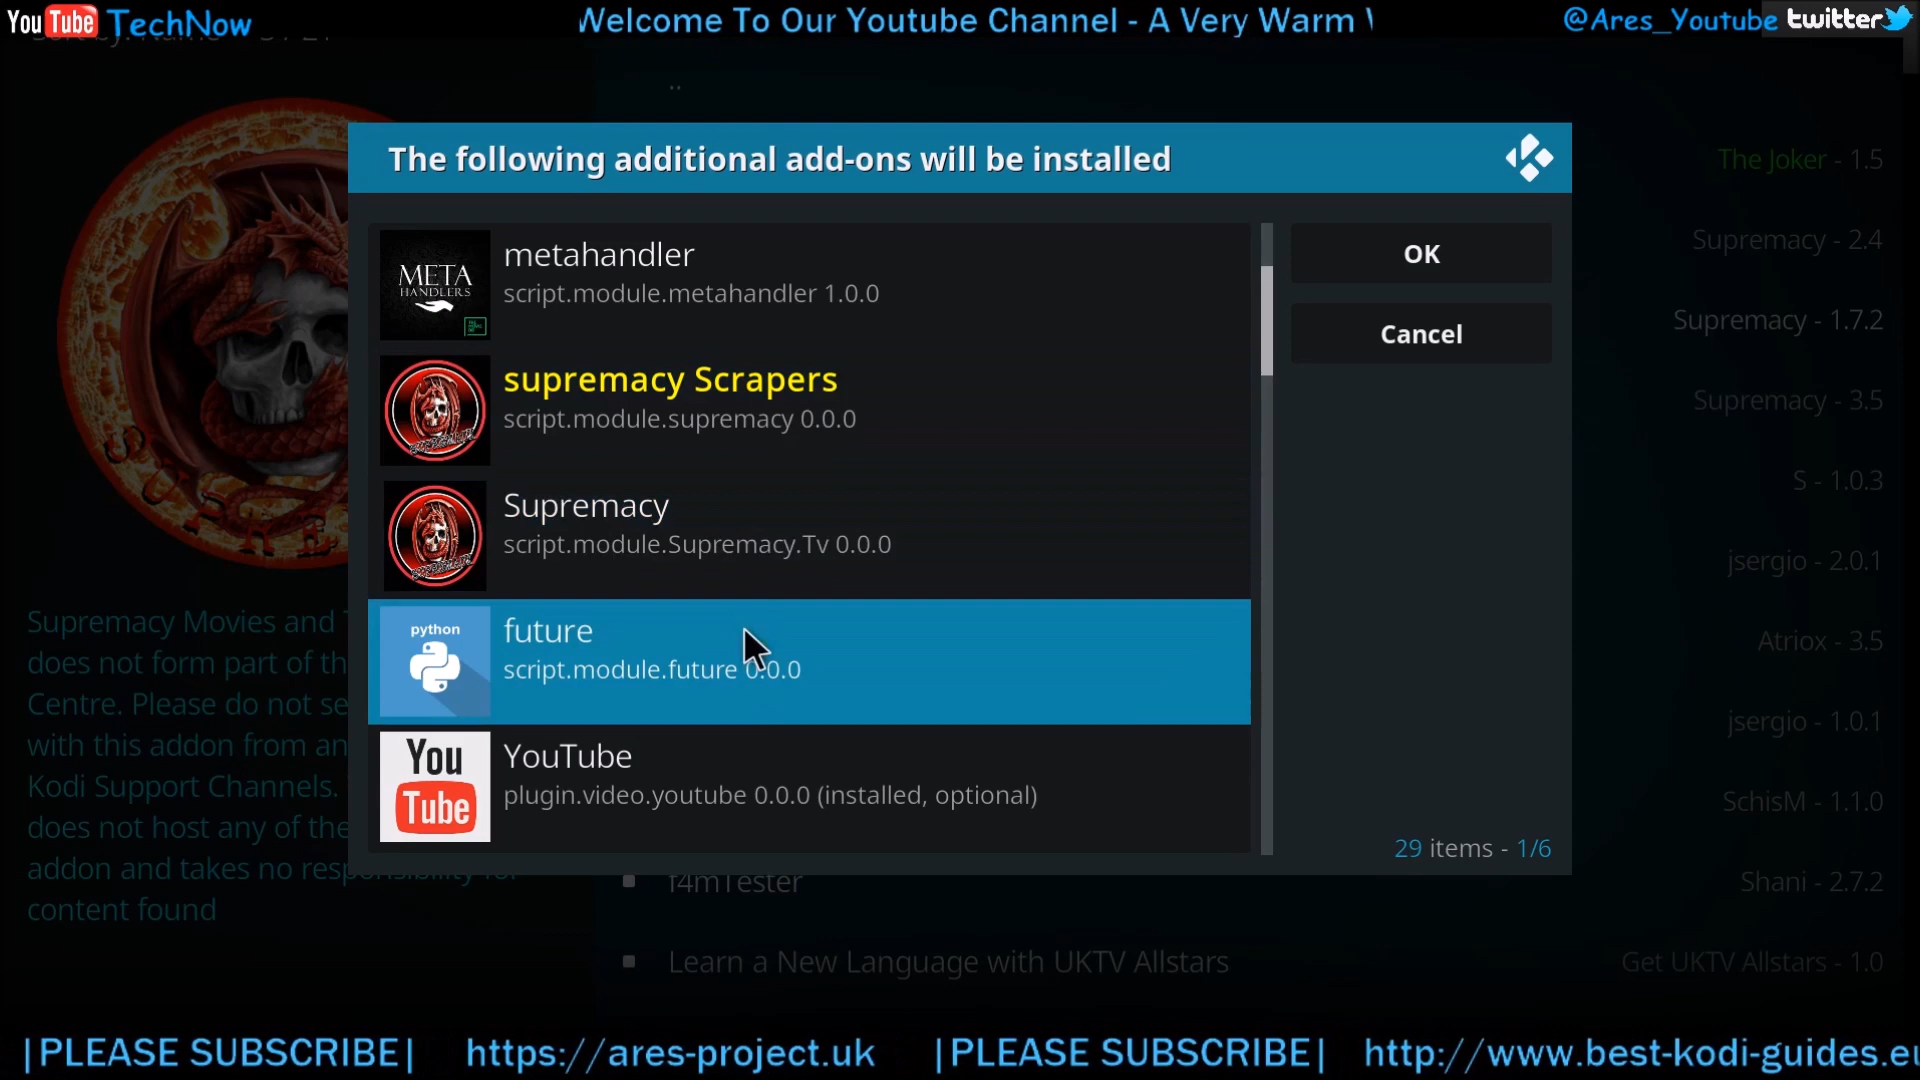 YouTube TechNow
Welcome To Our Youtube Channel - A Very Warm
@Ares_Youtube twitter
..
The following additional add-ons will be installed
META
HANDLERS
metahandler
script.module.metahandler 1.0.0
supremacy Scrapers
script.module.supremacy 0.0.0
Supremacy
script.module.Supremacy.Tv 0.0.0
python
future
script.module.future 0.0.0
You
Tube
YouTube
plugin.video.youtube 0.0.0 (installed, optional)
OK
Cancel
29 items - 1/6
The Joker - 1.5
Supremacy - 2.4
Supremacy - 1.7.2
Supremacy - 3.5
S - 1.0.3
jsergio - 2.0.1
Atriox - 3.5
jsergio - 1.0.1
SchisM - 1.1.0
Shani - 2.7.2
Get UKTV Allstars - 1.0
Supremacy Movies and
does not form part of
Centre. Please do not
with this addon from
Kodi Support Channels.
does not host any of the
addon and takes no responsibility for
content found
f4mTester
Learn a New Language with UKTV Allstars
|PLEASE SUBSCRIBE| https://ares-project.uk |PLEASE SUBSCRIBE| http://www.best-kodi-guides.eu